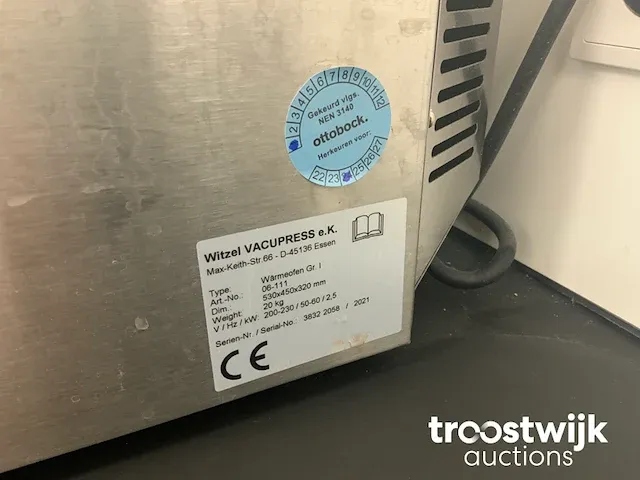 2 3 4 5 6 7 8 9 10 11 12
Gekeurd vlgs.
NEN 3140
ottobock.
Herkeuren voor:
22 23 25 26 27
Witzel VACUPRESS e.K.
Max-Keith-Str.66 - D-45136 Essen
Type: Wärmeofen Gr. I
Art.-No.: 06-111
Dim.: 530x450x320 mm
Weight: 20 kg
V / Hz / kW: 200-230 / 50-60 / 2,5
Serien-Nr. / Serial-No.: 3832 2058 / 2021
CE
troostwijk
auctions